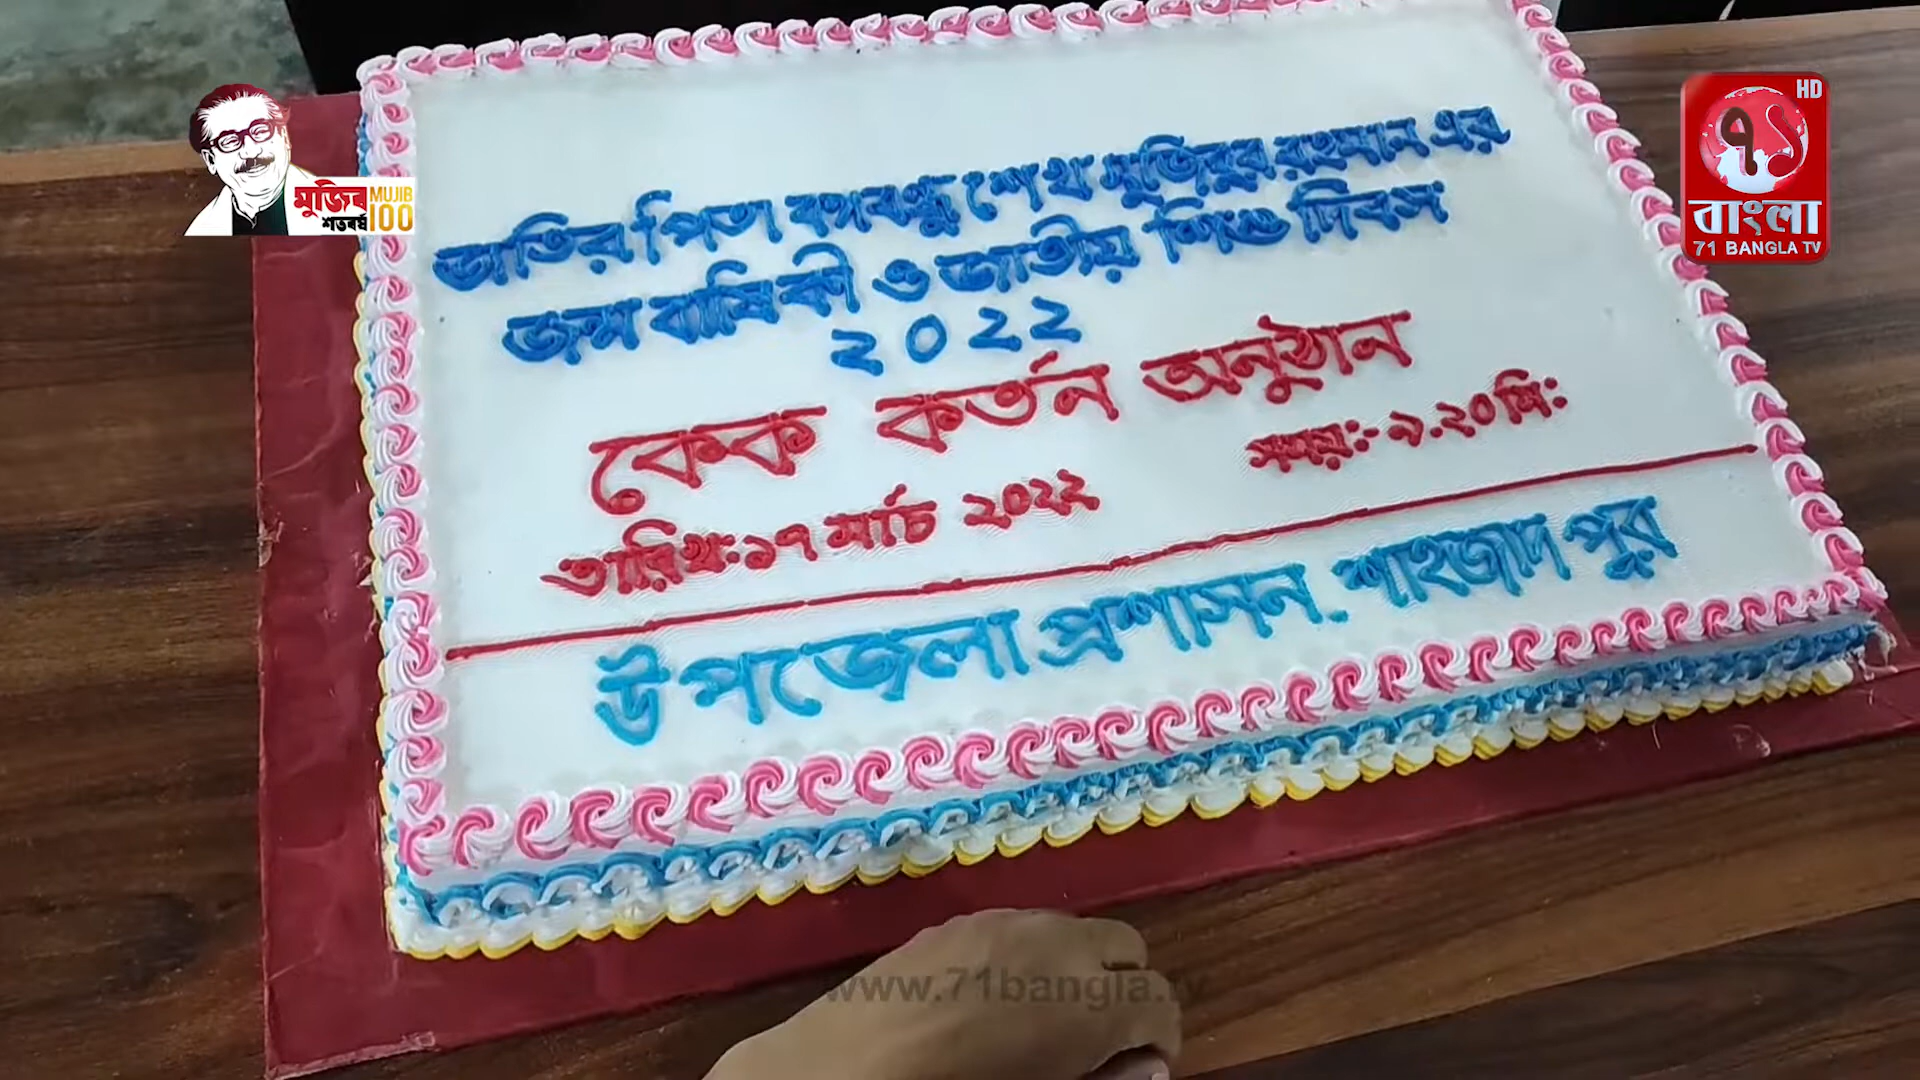 জাতির পিতা বঙ্গবন্ধু শেখ মুজিবুর রহমান এর
জন্ম বার্ষিকী ও জাতীয় শিশু দিবস
২০২২
কেক কর্তন অনুষ্ঠান
তারিখ:১৭ মার্চ ২০২২
সময়:- ৯.২০মি:
উপজেলা প্রশাসন. শাহজাদ পুর
মুজিব
শতবর্ষ
MUJIB
100
HD
৭১
বাংলা
71 BANGLA TV
www.71bangla.tv